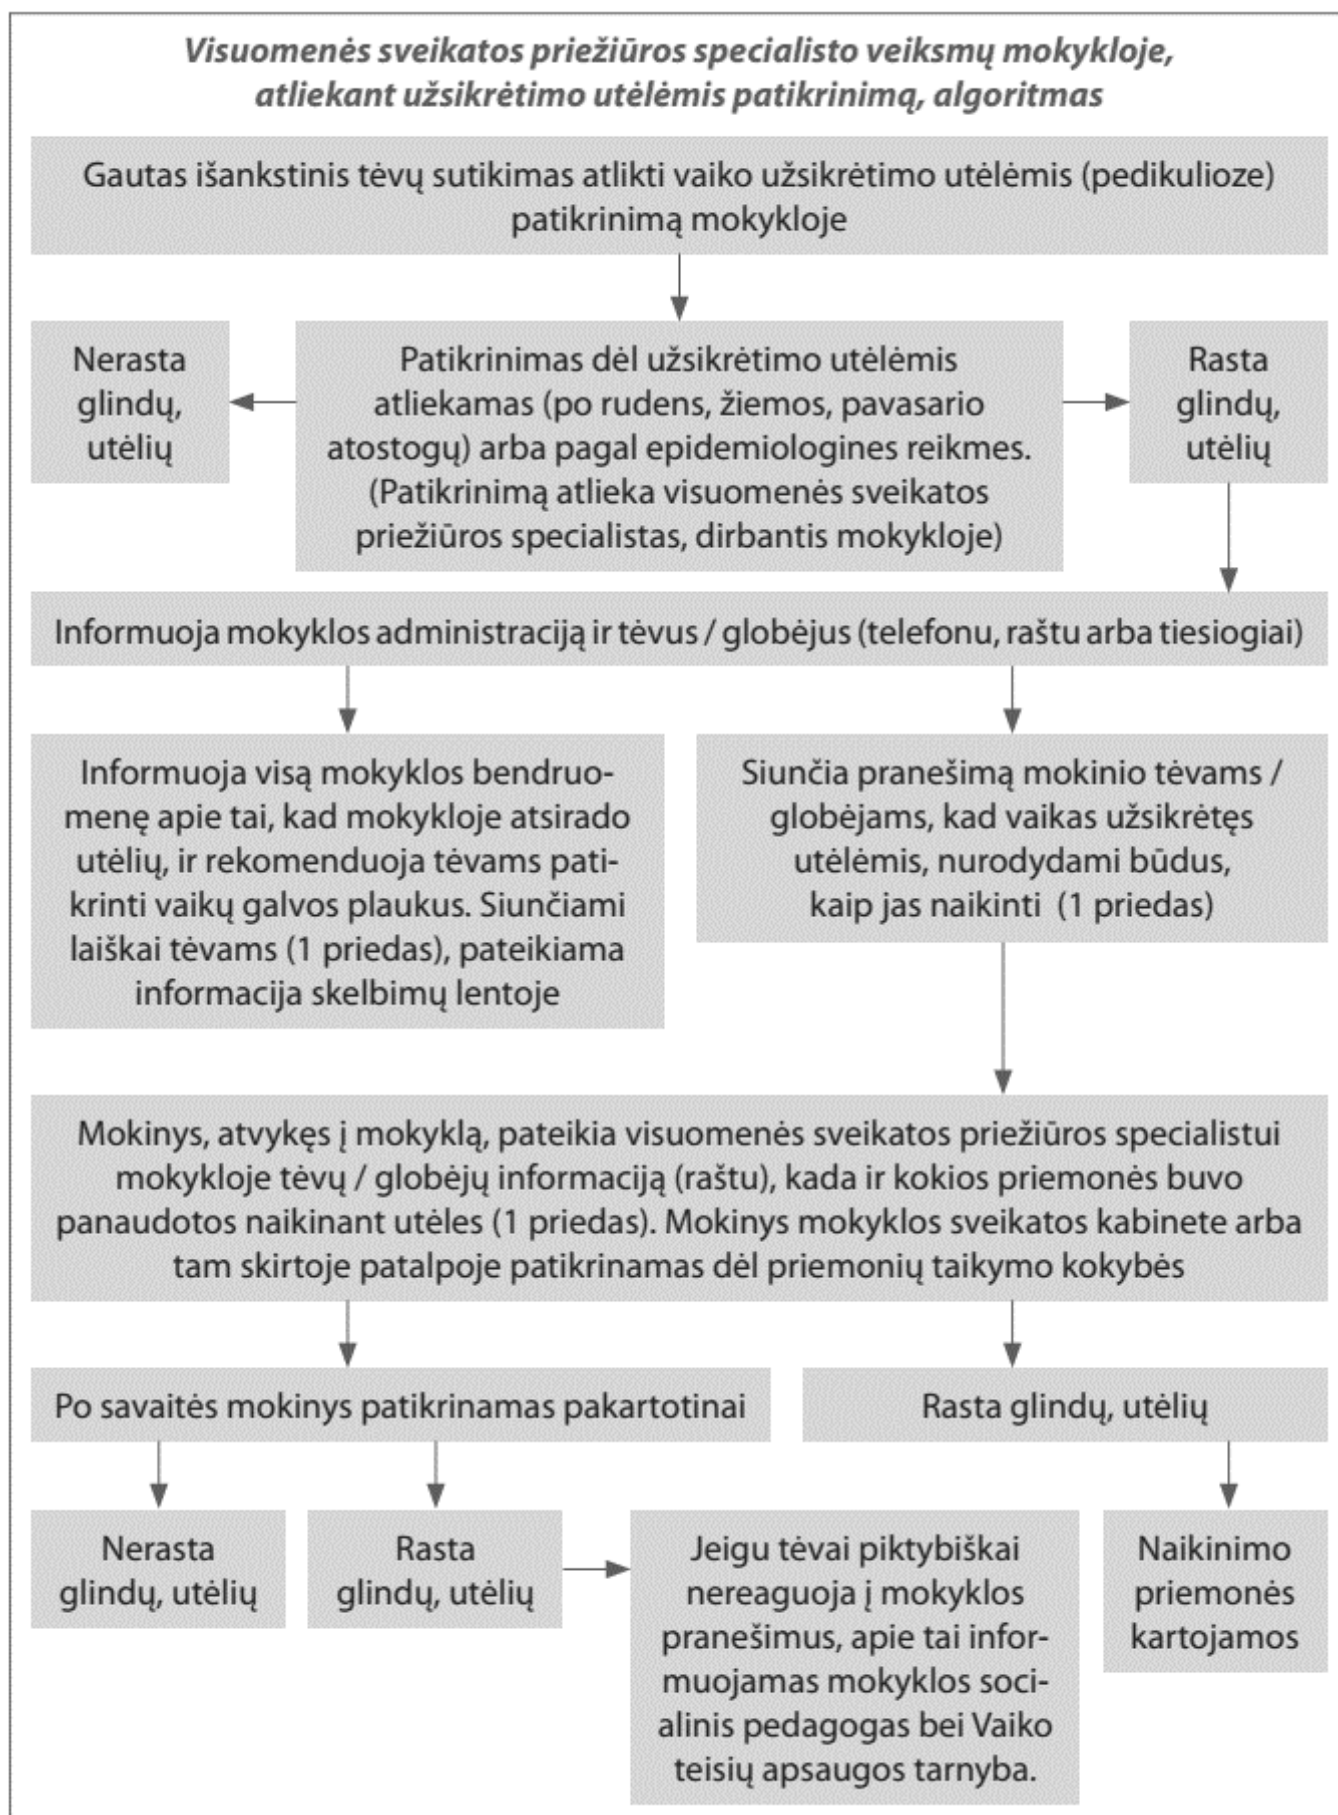 Visuomenės sveikatos priežiūros specialisto veiksmų mokykloje,
atliekant užsikrėtimo utėlėmis patikrinimą, algoritmas
Gautas išankstinis tėvų sutikimas atlikti vaiko užsikrėtimo utėlėmis (pedikulioze)
patikrinimą mokykloje
Nerasta
glindų,
utėlių
Patikrinimas dėl užsikrėtimo utėlėmis
atliekamas (po rudens, žiemos, pavasario
atostogų) arba pagal epidemiologines reikmes.
(Patikrinimą atlieka visuomenės sveikatos
priežiūros specialistas, dirbantis mokykloje)
Rasta
glindų,
utėlių
Informuoja mokyklos administraciją ir tėvus / globėjus (telefonu, raštu arba tiesiogiai)
Informuoja visą mokyklos bendruo-
menę apie tai, kad mokykloje atsirado
utėlių, ir rekomenduoja tėvams pati-
krinti vaikų galvos plaukus. Siunčiami
laiškai tėvams (1 priedas), pateikiama
informacija skelbimų lentoje
Siunčia pranešimą mokinio tėvams /
globėjams, kad vaikas užsikrėtęs
utėlėmis, nurodydami būdus,
kaip jas naikinti (1 priedas)
Mokinys, atvykęs į mokyklą, pateikia visuomenės sveikatos priežiūros specialistui
mokykloje tėvų / globėjų informaciją (raštu), kada ir kokios priemonės buvo
panaudotos naikinant utėles (1 priedas). Mokinys mokyklos sveikatos kabinete arba
tam skirtoje patalpoje patikrinamas dėl priemonių taikymo kokybės
Po savaitės mokinys patikrinamas pakartotinai
Rasta glindų, utėlių
Nerasta
glindų, utėlių
Rasta
glindų, utėlių
Jeigu tėvai piktybiškai
nereaguoja į mokyklos
pranešimus, apie tai infor-
muojamas mokyklos soci-
alinis pedagogas bei Vaiko
teisių apsaugos tarnyba.
Naikinimo
priemonės
kartojamos